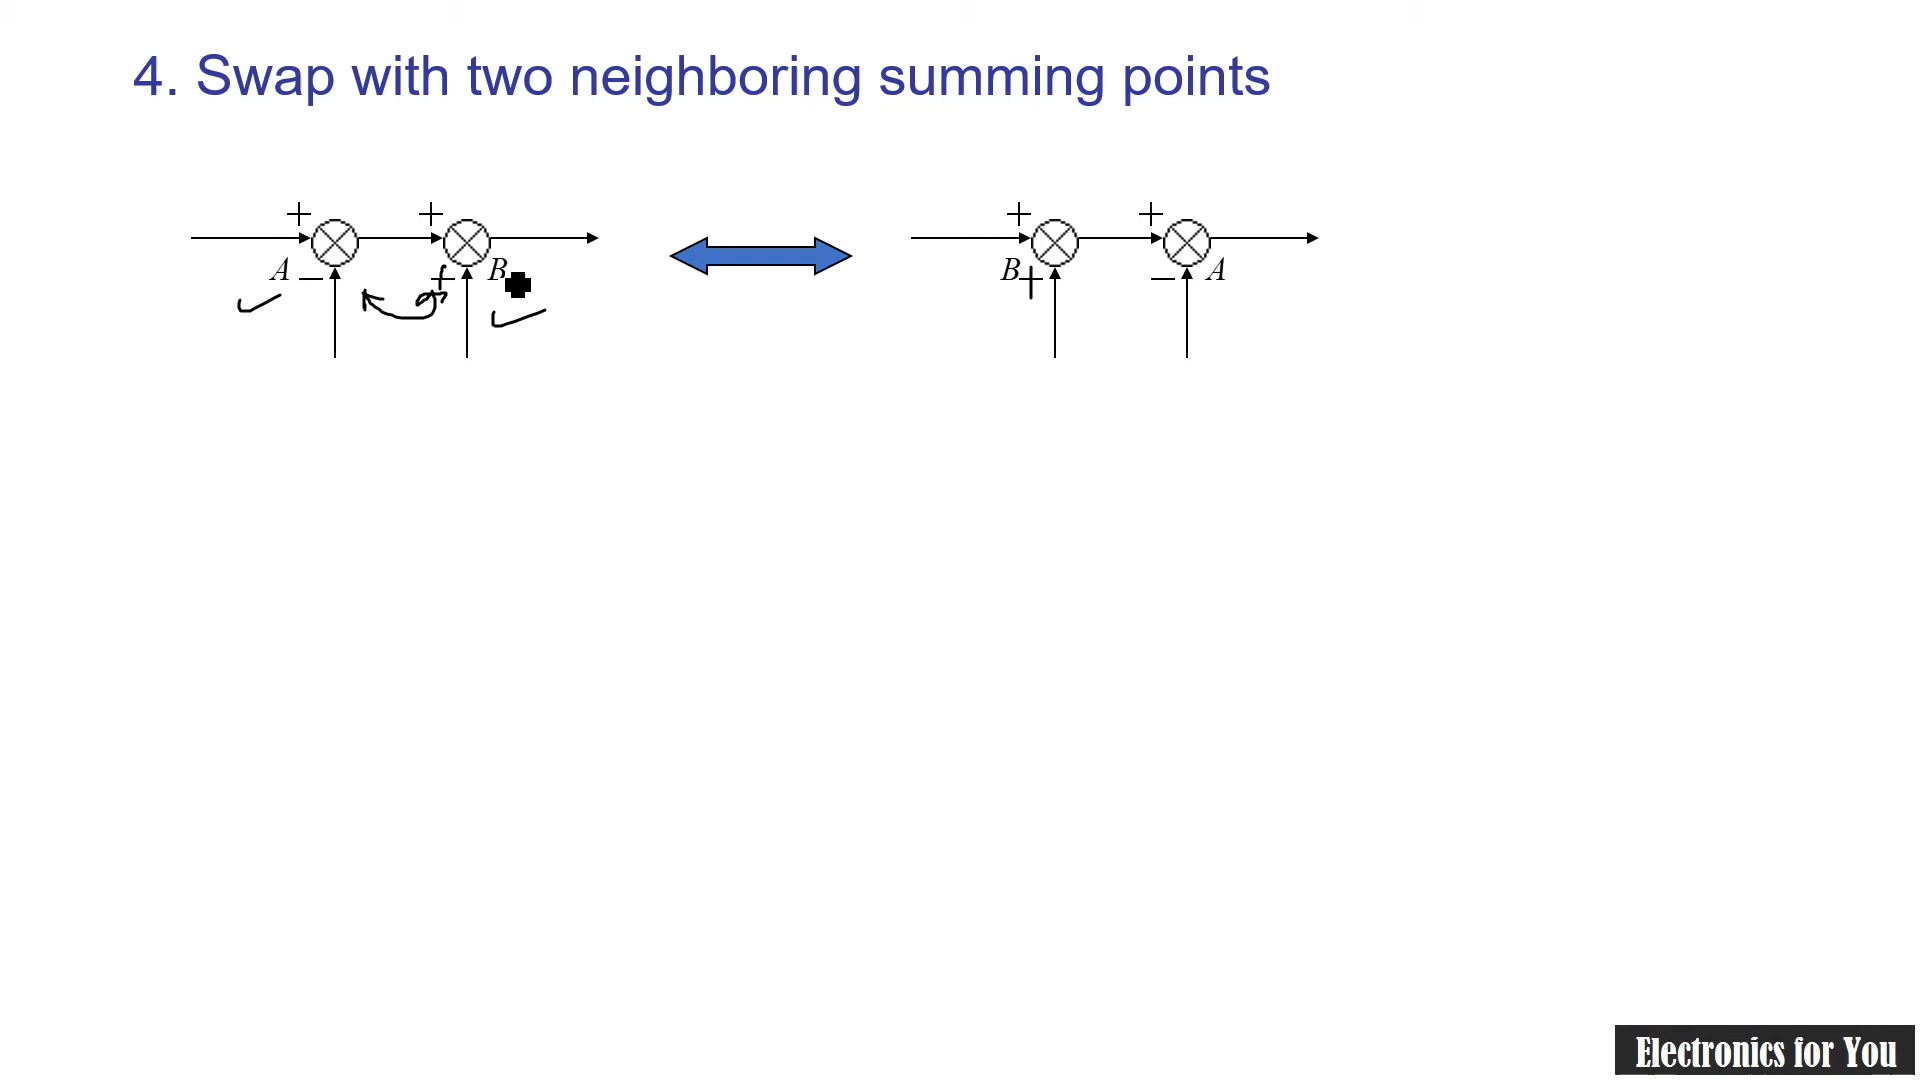 4. Swap with two neighboring summing points
+ + + +
A − + B B + − A
Electronics for You